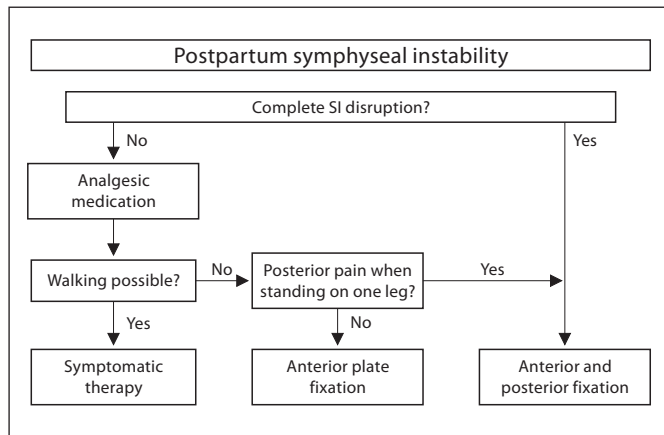 Postpartum symphyseal instability
Complete SI disruption?
No
Yes
Analgesic
medication
Walking possible?
No
Posterior pain when
standing on one leg?
Yes
Yes
No
Symptomatic
therapy
Anterior plate
fixation
Anterior and
posterior fixation